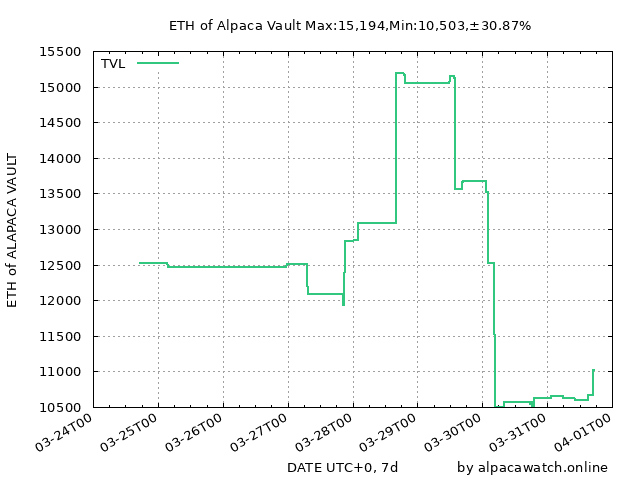 ETH of Alpaca Vault Max:15,194,Min:10,503,±30.87%
TVL
15500
15000
14500
14000
13500
13000
12500
12000
11500
11000
10500
ETH of ALAPACA VAULT
03-24T00
03-25T00
03-26T00
03-27T00
03-28T00
03-29T00
03-30T00
03-31T00
04-01T00
DATE UTC+0, 7d
by alpacawatch.online